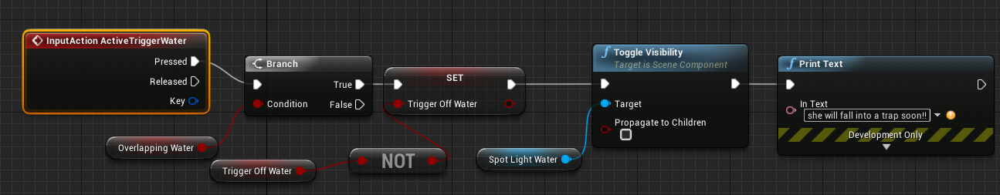 InputAction ActiveTriggerWater
Pressed
Released
Key
Branch
True
Condition
False
Overlapping Water
Trigger Off Water
NOT
SET
Trigger Off Water
Spot Light Water
Toggle Visibility
Target is Scene Component
Target
Propagate to Children
Print Text
In Text
she will fall into a trap soon!!
Development Only